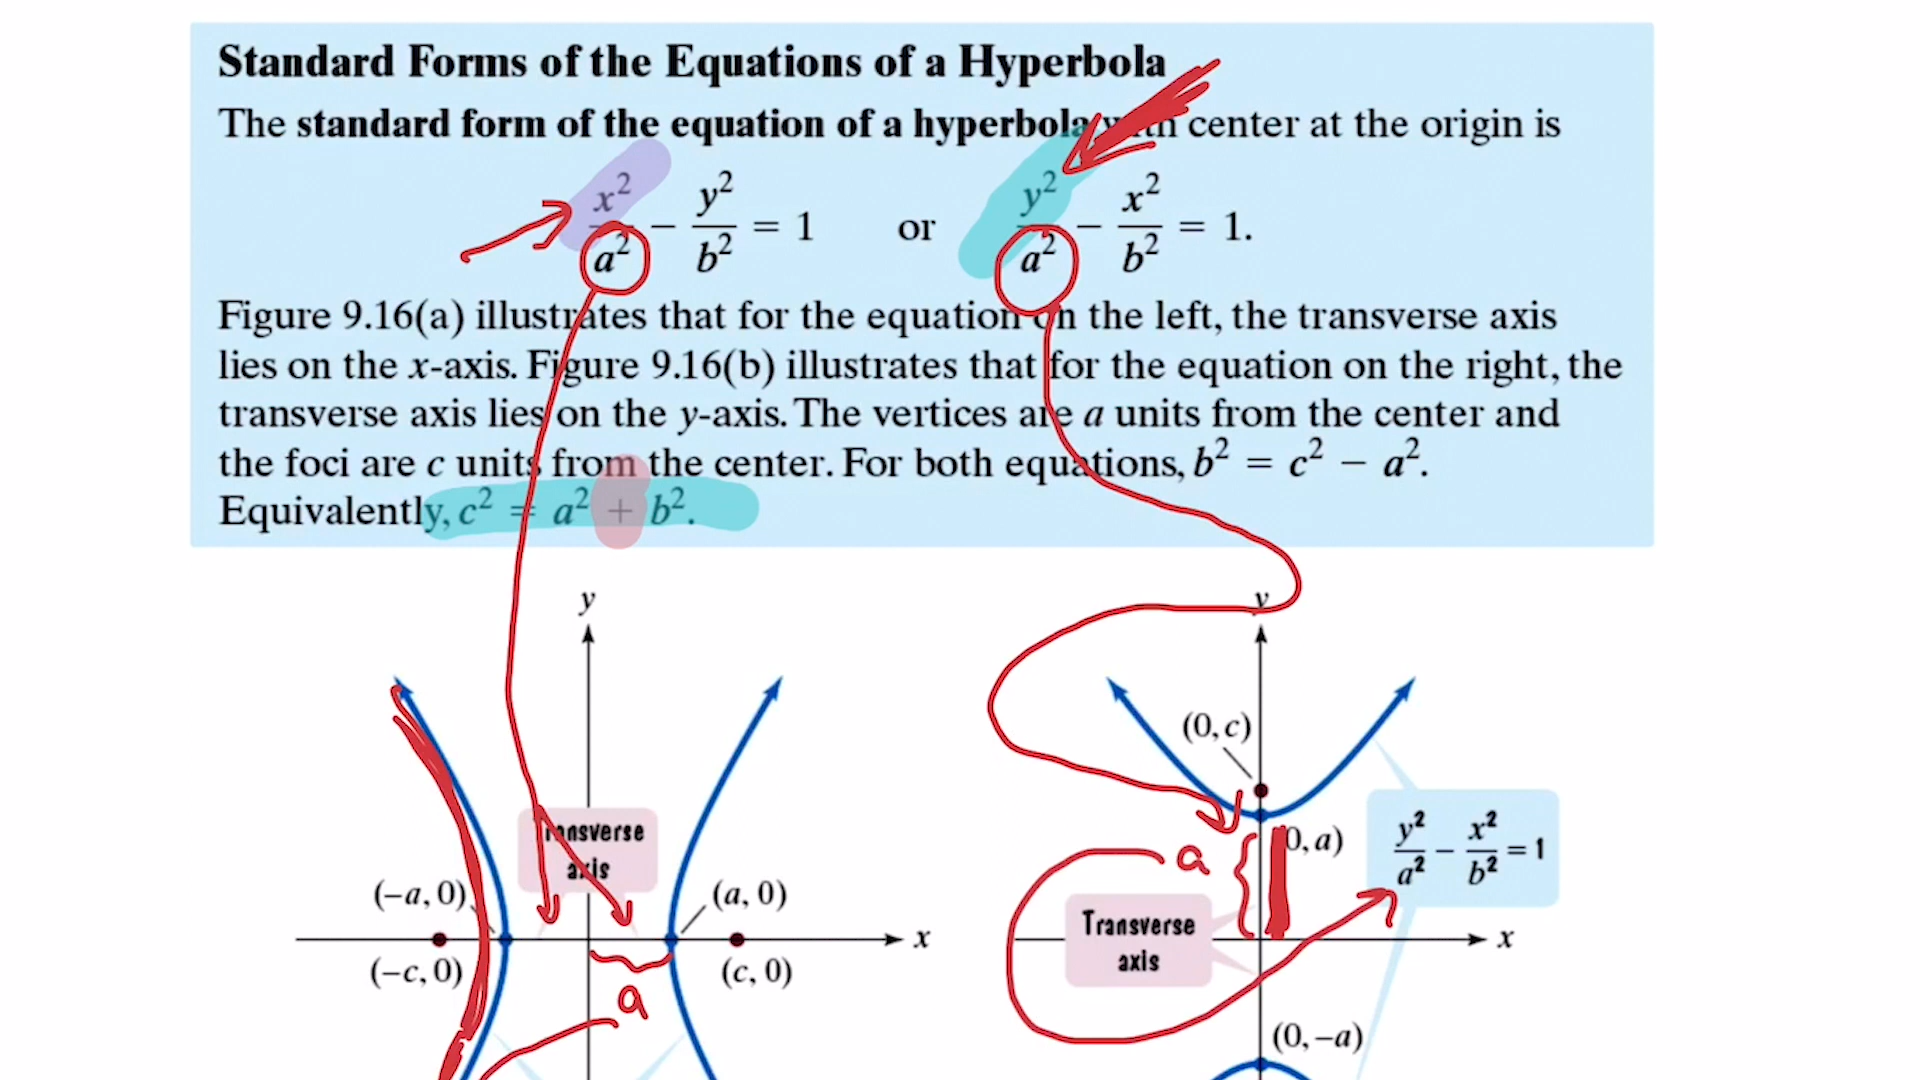 Standard Forms of the Equations of a Hyperbola
The standard form of the equation of a hyperbola with center at the origin is
x²/a² − y²/b² = 1 or y²/a² − x²/b² = 1.
Figure 9.16(a) illustrates that for the equation on the left, the transverse axis
lies on the x-axis. Figure 9.16(b) illustrates that for the equation on the right, the
transverse axis lies on the y-axis. The vertices are a units from the center and
the foci are c units from the center. For both equations, b² = c² − a².
Equivalently, c² = a² + b².
y
Transverse
axis
(−a, 0)
(a, 0)
x
(−c, 0)
(c, 0)
a
y
(0, c)
(0, a)
a
y²/a² − x²/b² = 1
Transverse
axis
x
(0, −a)